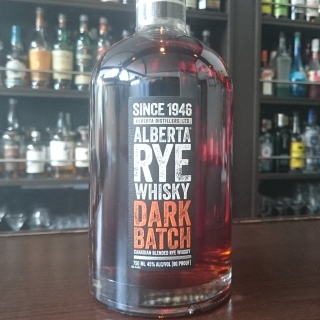 SINCE 1946
ALBERTA DISTILLERS LTD
ALBERTA
RYE
WHISKY
DARK
BATCH
CANADIAN BLENDED RYE WHISKY
750 ML 45% ALC/VOL (90 PROOF)